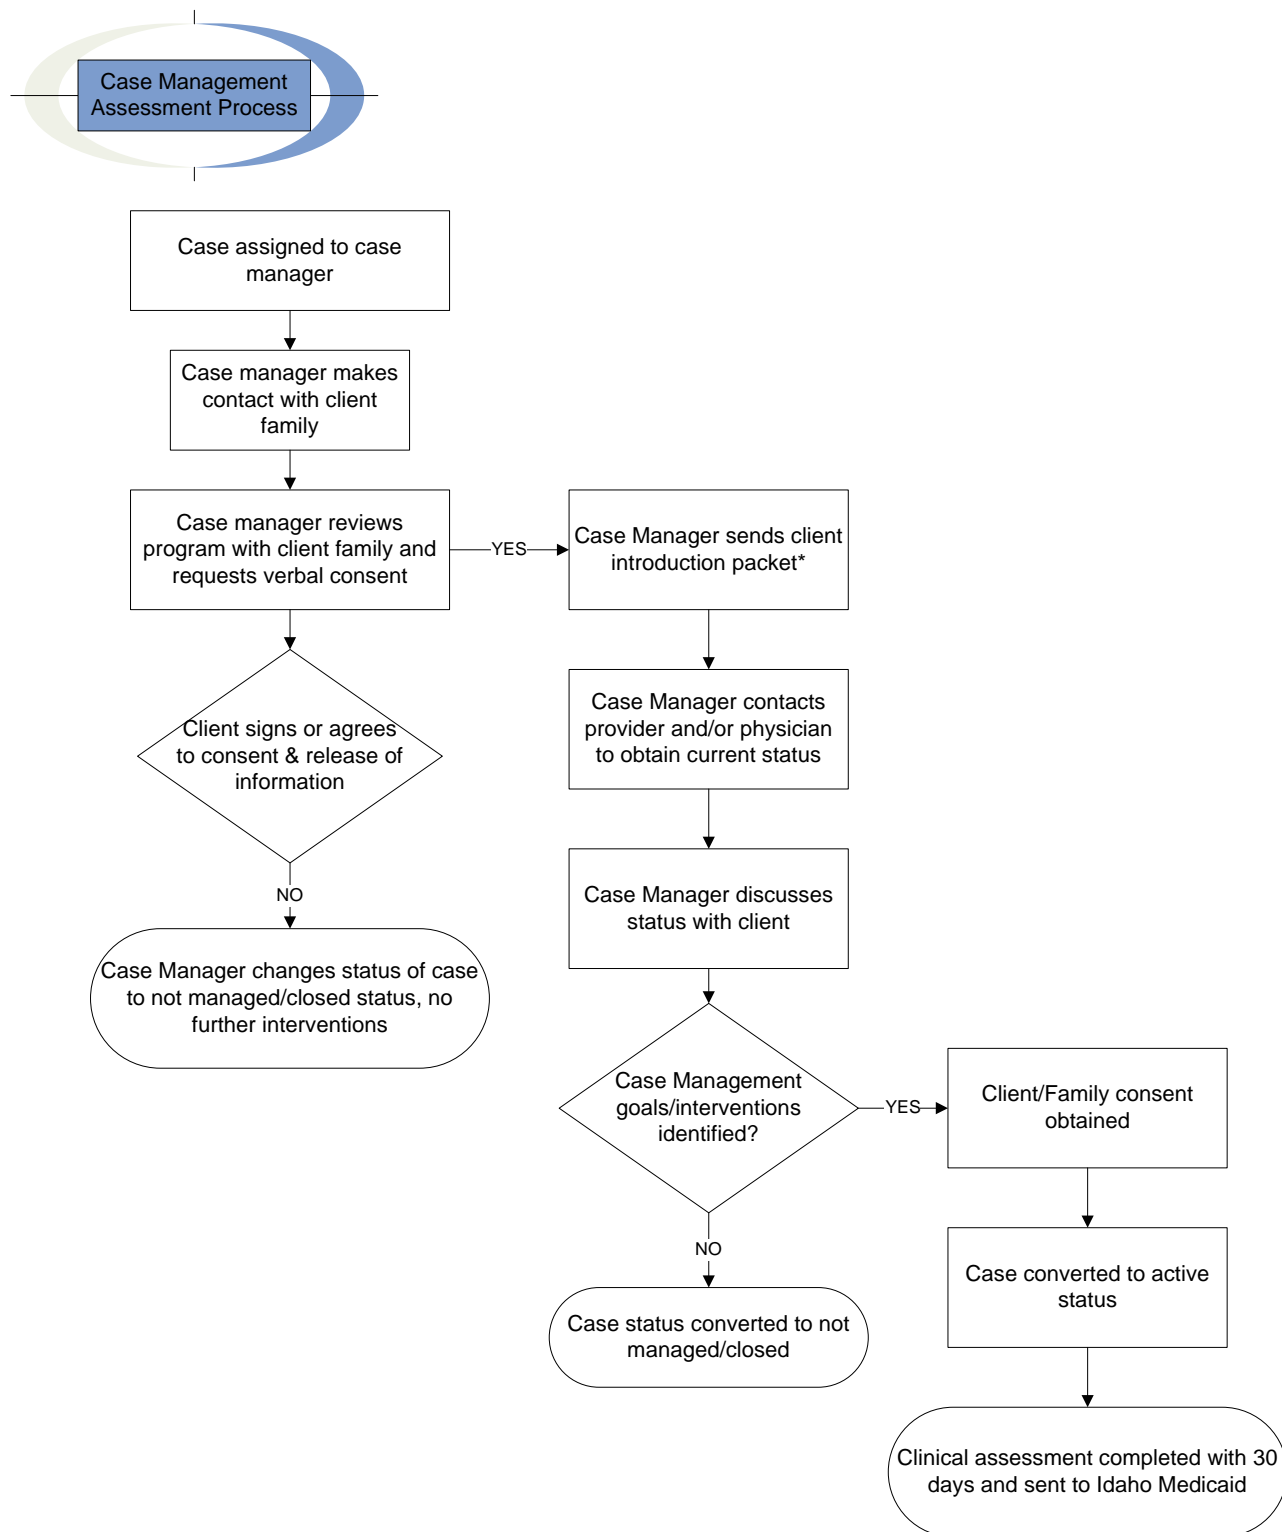 Case Management
Assessment Process
Case assigned to case
manager
Case manager makes
contact with client
family
Case manager reviews
program with client family and
requests verbal consent
YES
Case Manager sends client
introduction packet*
Client signs or agrees
to consent & release of
information
NO
Case Manager changes status of case
to not managed/closed status, no
further interventions
Case Manager contacts
provider and/or physician
to obtain current status
Case Manager discusses
status with client
Case Management
goals/interventions
identified?
YES
NO
Case status converted to not
managed/closed
Client/Family consent
obtained
Case converted to active
status
Clinical assessment completed with 30
days and sent to Idaho Medicaid